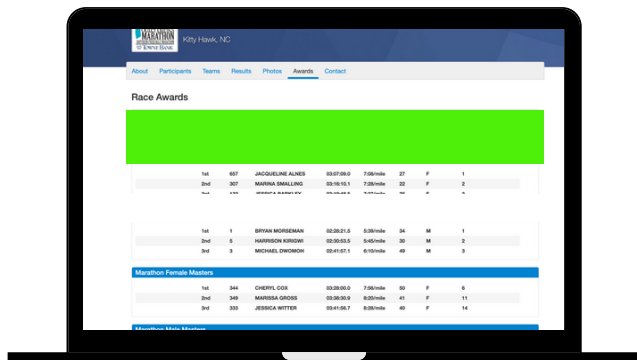 MARATHON
TOWNE BANK
Kitty Hawk, NC
About Participants Teams Results Photos Awards Contact
Race Awards
1st 657 JACQUELINE ALNES 03:07:09.0 7:08/mile 27 F 1
2nd 307 MARINA SMALLING 03:16:10.1 7:28/mile 22 F 2
1st 1 BRYAN MORSEMAN 02:28:21.5 5:39/mile 34 M 1
2nd 5 HARRISON KIRIGWI 02:30:53.5 5:45/mile 30 M 2
3rd 3 MICHAEL DWOMOH 02:41:57.1 6:10/mile 49 M 3
Marathon Female Masters
1st 344 CHERYL COX 03:28:00.0 7:56/mile 50 F 6
2nd 349 MARISSA GROSS 03:38:30.9 8:20/mile 41 F 11
3rd 333 JESSICA WITTER 03:41:56.7 8:28/mile 40 F 14
Marathon Male Masters